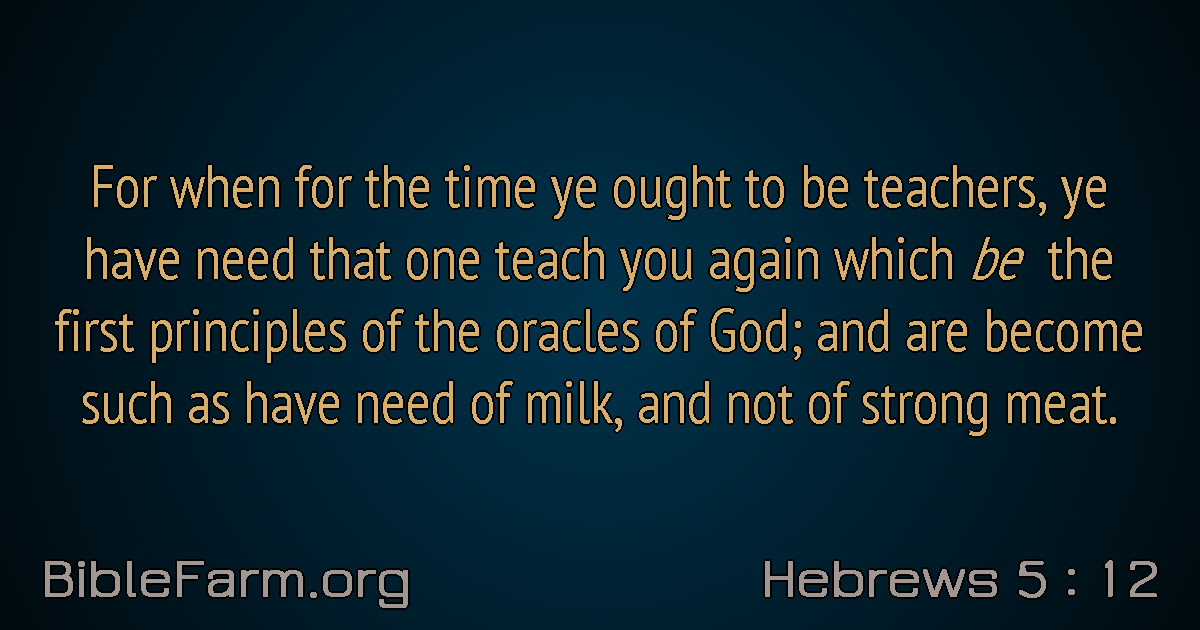 For when for the time ye ought to be teachers, ye
have need that one teach you again which be the
first principles of the oracles of God; and are become
such as have need of milk, and not of strong meat.
BibleFarm.org
Hebrews 5 : 12